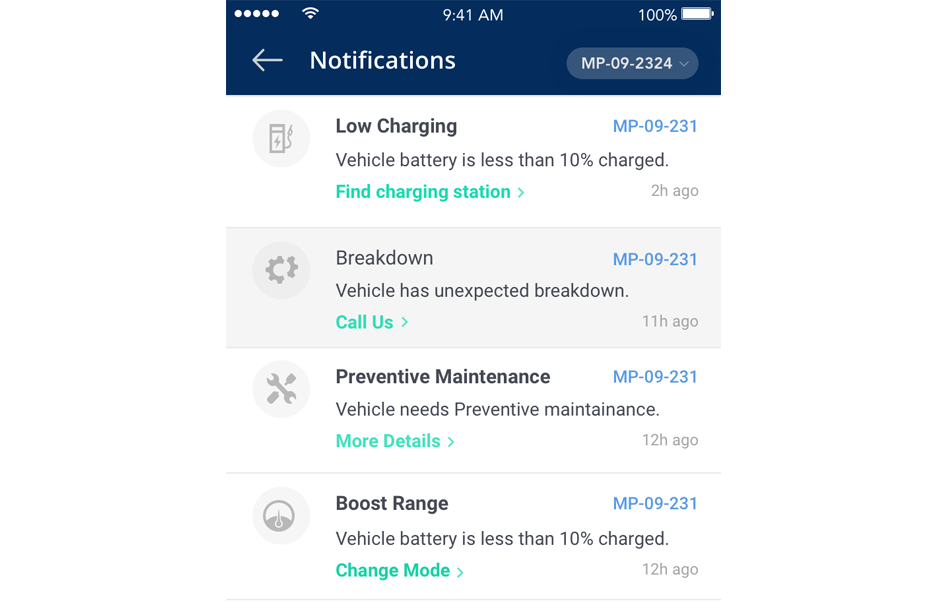 9:41 AM 100%
Notifications MP-09-2324
Low Charging MP-09-231
Vehicle battery is less than 10% charged.
Find charging station 2h ago
Breakdown MP-09-231
Vehicle has unexpected breakdown.
Call Us 11h ago
Preventive Maintenance MP-09-231
Vehicle needs Preventive maintainance.
More Details 12h ago
Boost Range MP-09-231
Vehicle battery is less than 10% charged.
Change Mode 12h ago